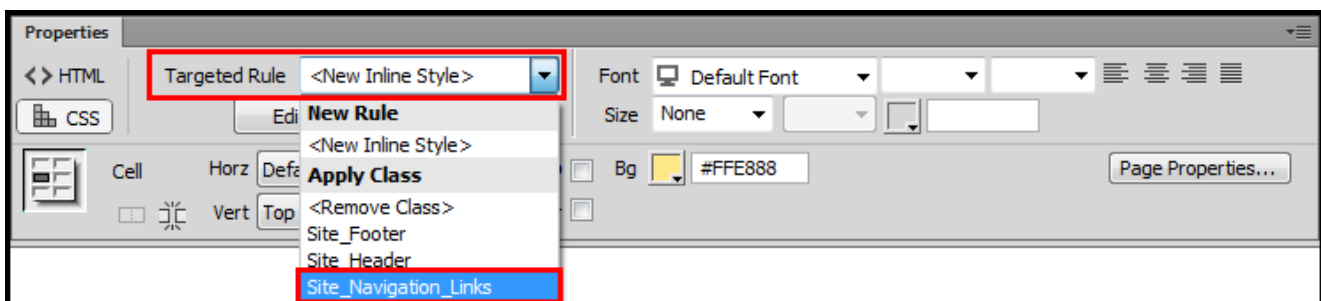 Properties
<> HTML Targeted Rule <New Inline Style> Font Default Font
CSS Edi Size None
New Rule
<New Inline Style>
Cell Horz Defa Bg #FFE888 Page Properties...
Apply Class
Vert Top <Remove Class>
Site_Footer
Site_Header
Site_Navigation_Links